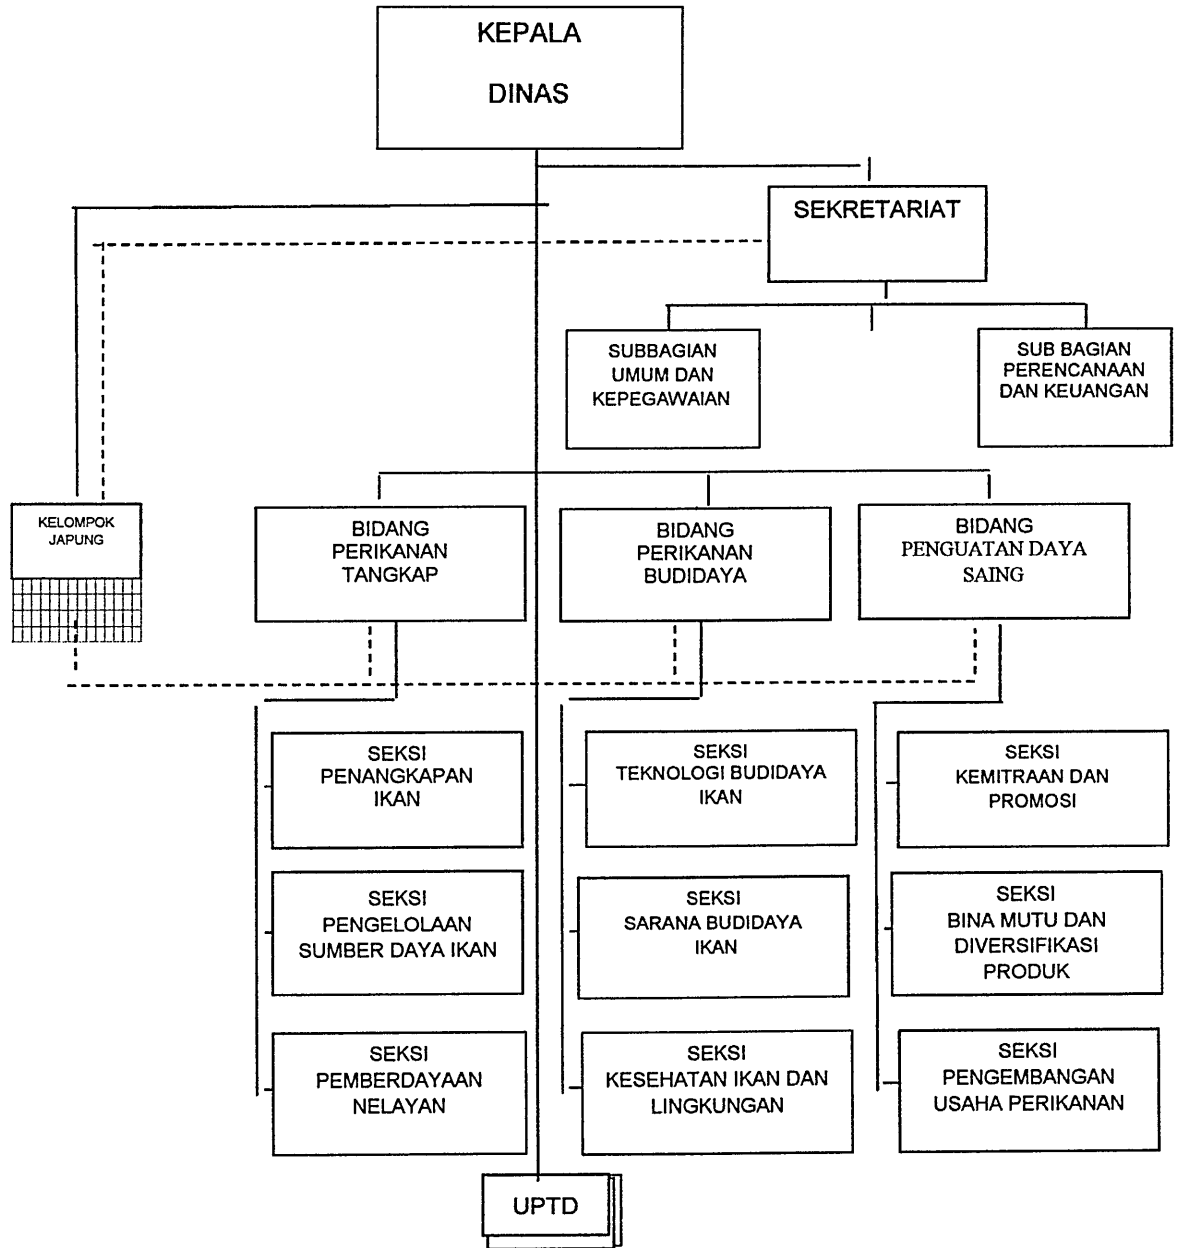 KEPALA
DINAS
SEKRETARIAT
SUBBAGIAN
UMUM DAN
KEPEGAWAIAN
SUB BAGIAN
PERENCANAAN
DAN KEUANGAN
KELOMPOK
JAPUNG
BIDANG
PERIKANAN
TANGKAP
BIDANG
PERIKANAN
BUDIDAYA
BIDANG
PENGUATAN DAYA
SAING
SEKSI
PENANGKAPAN
IKAN
SEKSI
TEKNOLOGI BUDIDAYA
IKAN
SEKSI
KEMITRAAN DAN
PROMOSI
SEKSI
PENGELOLAAN
SUMBER DAYA IKAN
SEKSI
SARANA BUDIDAYA
IKAN
SEKSI
BINA MUTU DAN
DIVERSIFIKASI
PRODUK
SEKSI
PEMBERDAYAAN
NELAYAN
SEKSI
KESEHATAN IKAN DAN
LINGKUNGAN
SEKSI
PENGEMBANGAN
USAHA PERIKANAN
UPTD